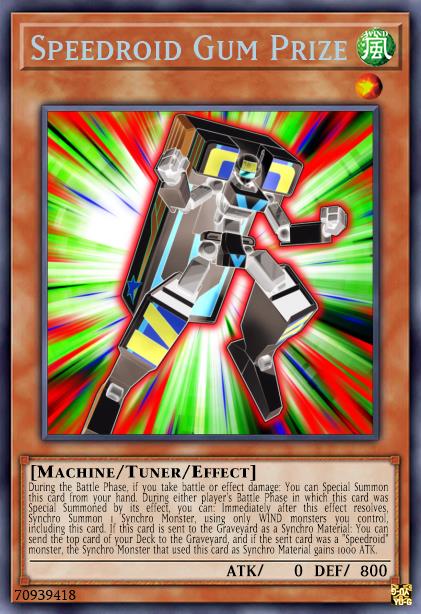 SPEEDROID GUM PRIZE
WIND
風
[MACHINE/TUNER/EFFECT]
During the Battle Phase, if you take battle or effect damage: You can Special Summon
this card from your hand. During either player's Battle Phase in which this card was
Special Summoned by its effect, you can: Immediately after this effect resolves,
Synchro Summon 1 Synchro Monster, using only WIND monsters you control,
including this card. If this card is sent to the Graveyard as a Synchro Material: You can
send the top card of your Deck to the Graveyard, and if the sent card was a "Speedroid"
monster, the Synchro Monster that used this card as Synchro Material gains 1000 ATK.
ATK/ 0 DEF/ 800
70939418